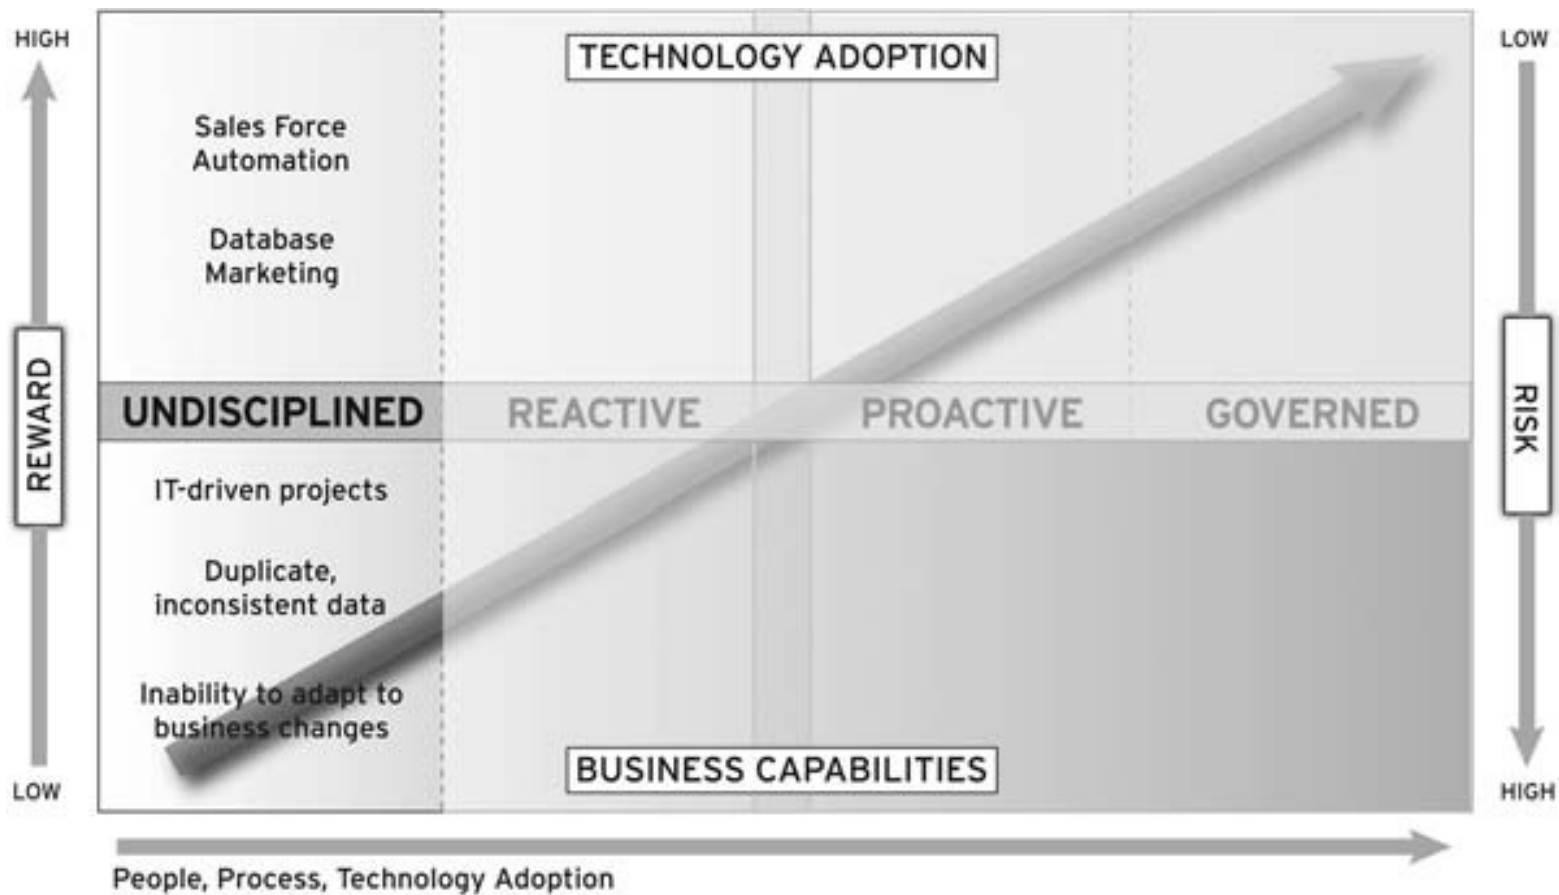 HIGH
LOW
TECHNOLOGY ADOPTION
Sales Force
Automation
Database
Marketing
REWARD
UNDISCIPLINED
REACTIVE
PROACTIVE
GOVERNED
RISK
IT-driven projects
Duplicate,
inconsistent data
Inability to adapt to
business changes
BUSINESS CAPABILITIES
LOW
HIGH
People, Process, Technology Adoption